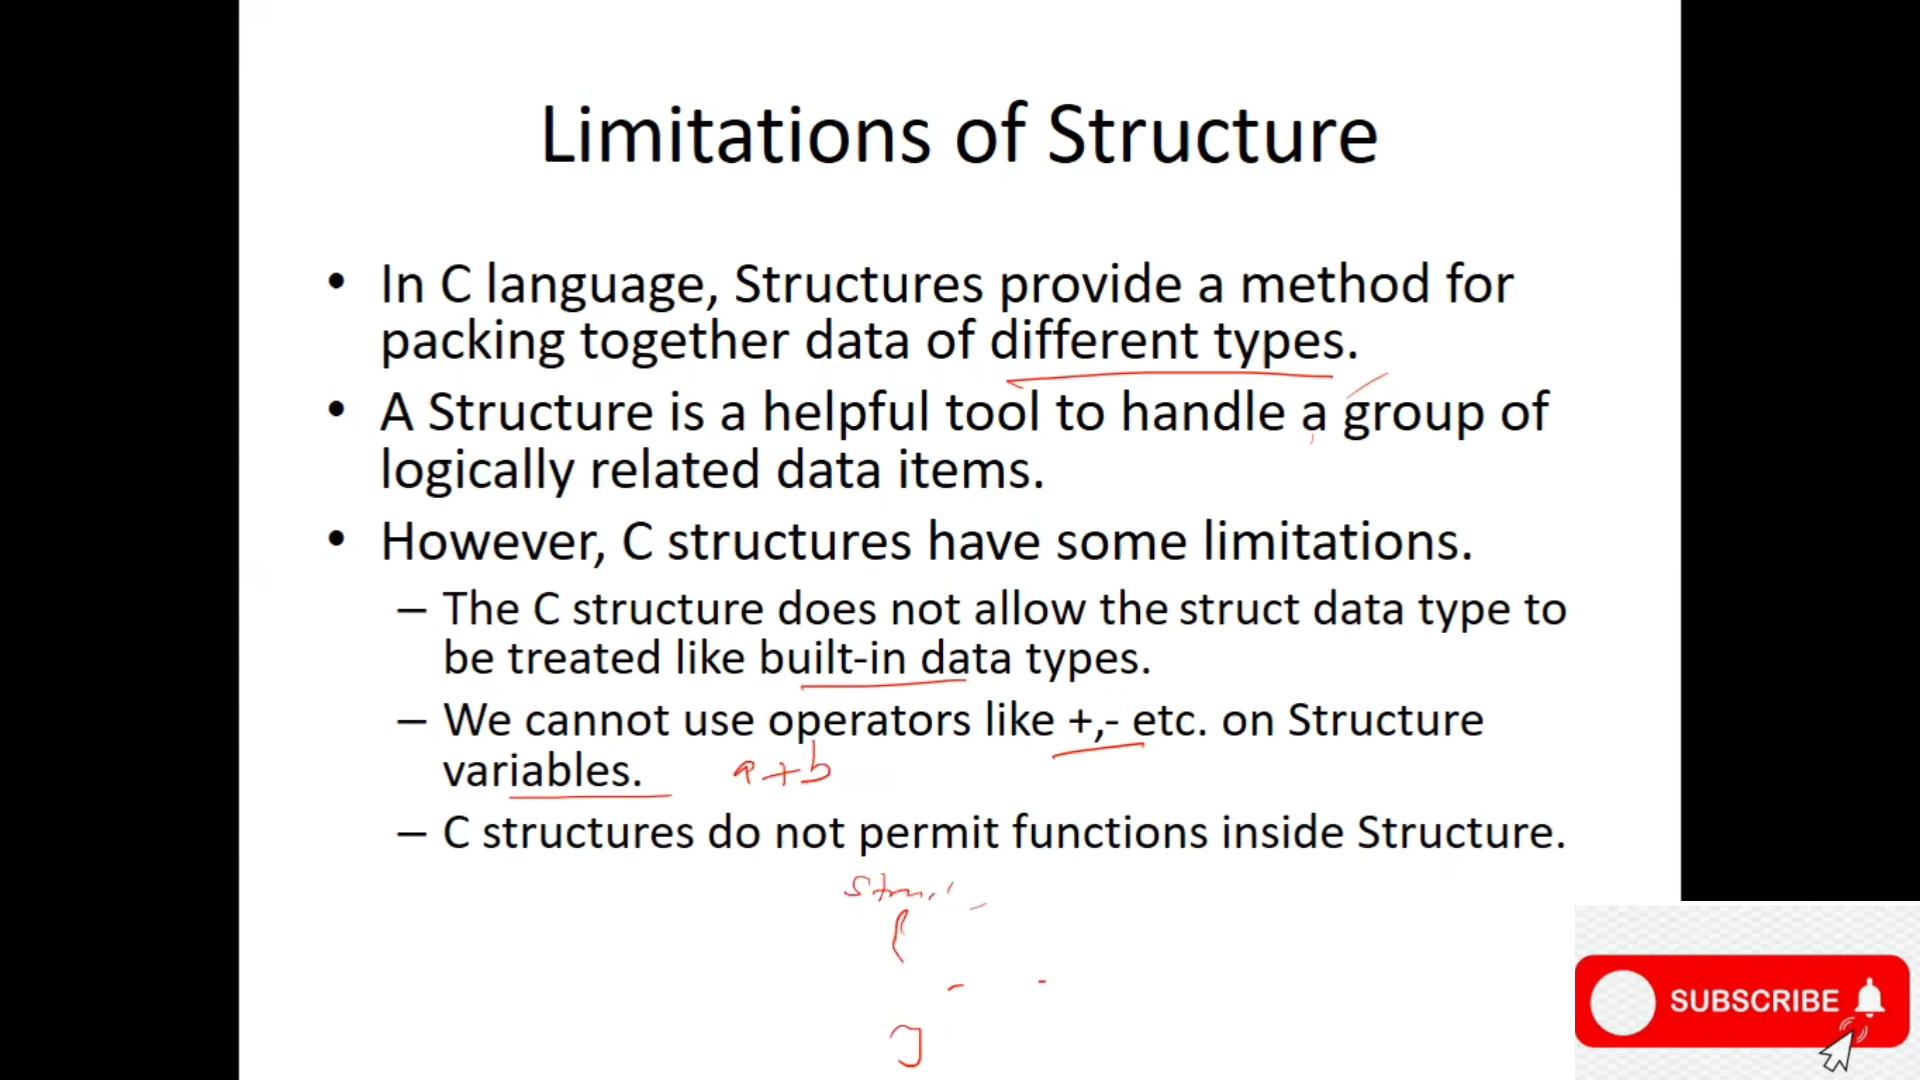 Limitations of Structure
• In C language, Structures provide a method for
packing together data of different types.
• A Structure is a helpful tool to handle a group of
logically related data items.
• However, C structures have some limitations.
– The C structure does not allow the struct data type to
be treated like built-in data types.
– We cannot use operators like +,- etc. on Structure
variables. a+b
– C structures do not permit functions inside Structure.
SUBSCRIBE